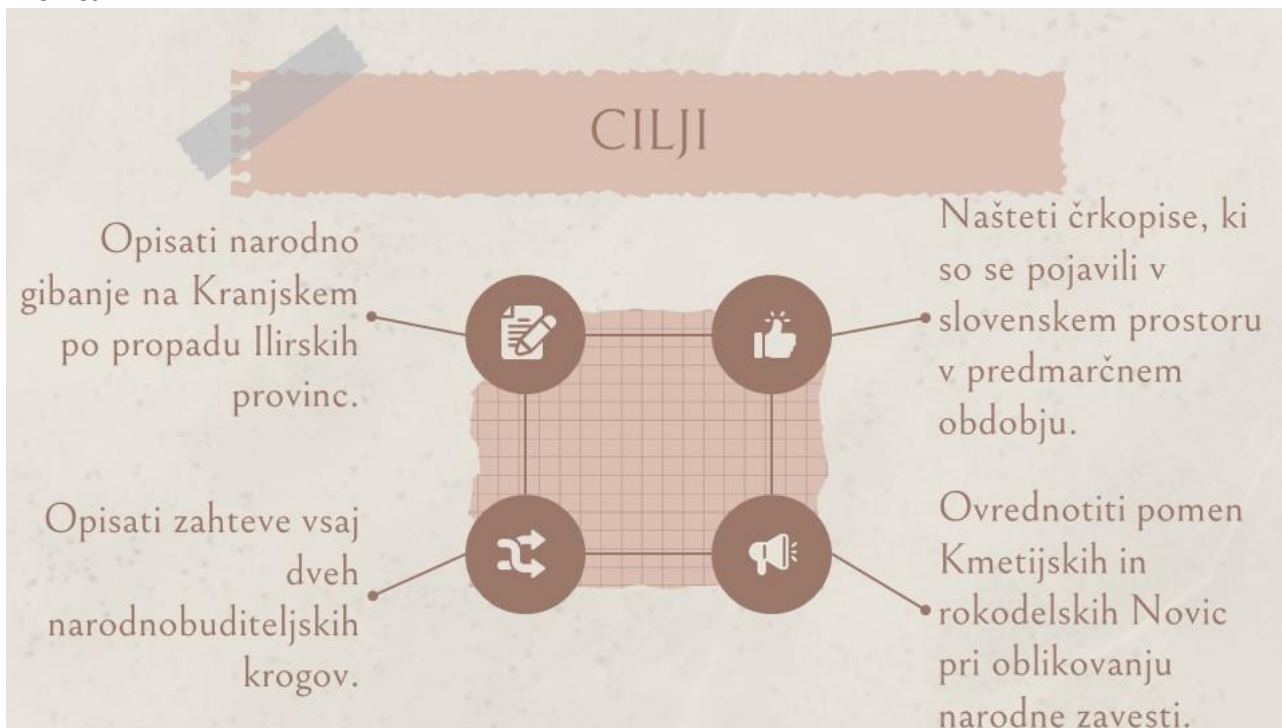 CILJI
Opisati narodno
gibanje na Kranjskem
po propadu Ilirskih
provinc.
Našteti črkopise, ki
so se pojavili v
slovenskem prostoru
v predmarčnem
obdobju.
Opisati zahteve vsaj
dveh
narodnobuditeljskih
krogov.
Ovrednotiti pomen
Kmetijskih in
rokodelskih Novic
pri oblikovanju
narodne zavesti.